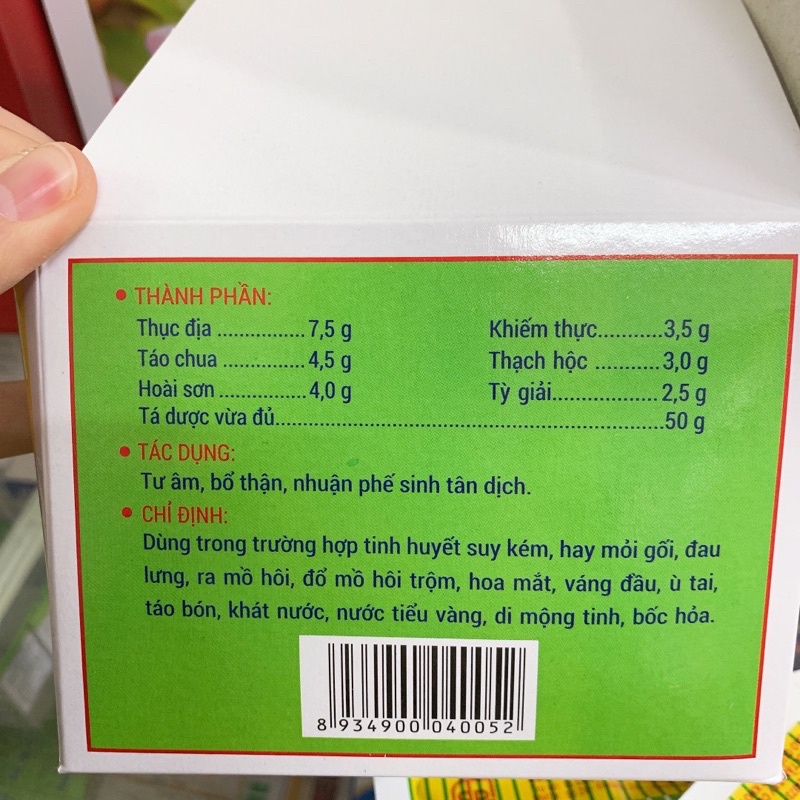 • THÀNH PHẦN:
Thục địa ................ 7,5 g Khiếm thực...........3,5 g
Táo chua ............... 4,5 g Thạch hộc ........... 3,0 g
Hoài sơn ............... 4,0 g Tỳ giải.................. 2,5 g
Tá dược vừa đủ.......................................................................50 g
• TÁC DỤNG:
Tư âm, bổ thận, nhuận phế sinh tân dịch.
• CHỈ ĐỊNH:
Dùng trong trường hợp tinh huyết suy kém, hay mỏi gối, đau
lưng, ra mồ hôi, đổ mồ hôi trộm, hoa mắt, váng đầu, ù tai,
táo bón, khát nước, nước tiểu vàng, di mộng tinh, bốc hỏa.
8 934900 040052